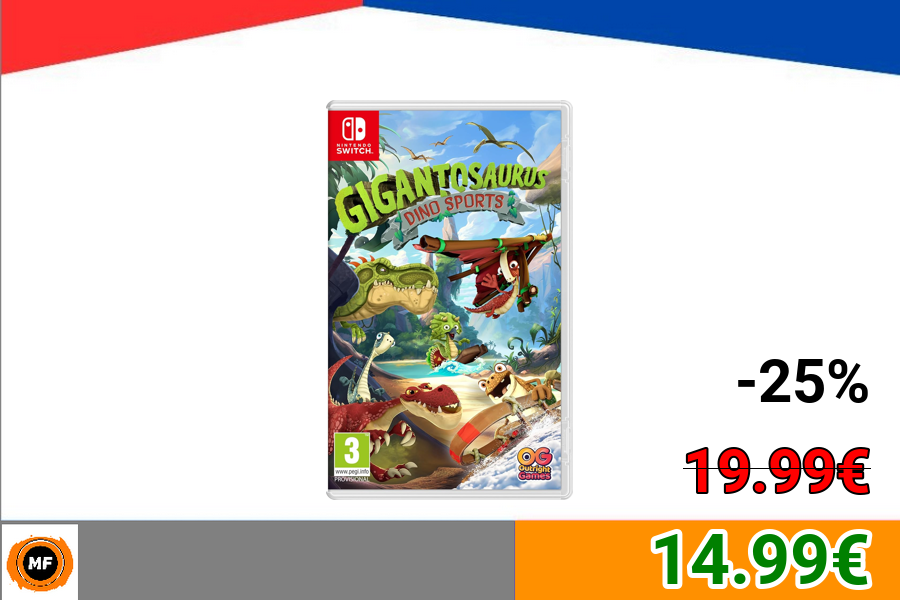 NINTENDO
SWITCH.
GIGANTOSAURUS
DINO SPORTS
3
www.pegi.info
PROVISIONAL
OG
Outright
Games
-25%
19.99€
MF
14.99€